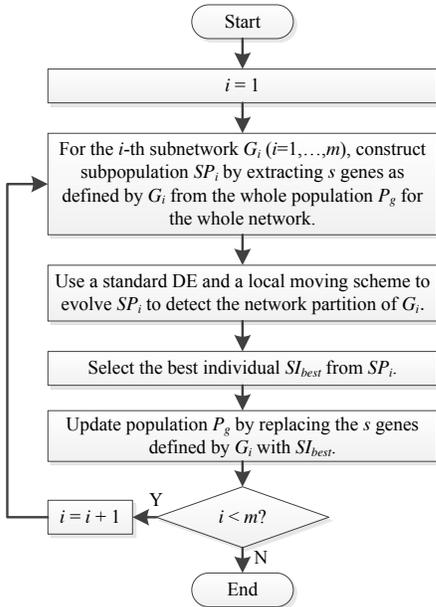 Start
i = 1
For the i-th subnetwork Gi (i=1,…,m), construct
subpopulation SPi by extracting s genes as
defined by Gi from the whole population Pg for
the whole network.
Use a standard DE and a local moving scheme to
evolve SPi to detect the network partition of Gi.
Select the best individual SIbest from SPi.
Update population Pg by replacing the s genes
defined by Gi with SIbest.
i = i + 1
Y
i < m?
N
End